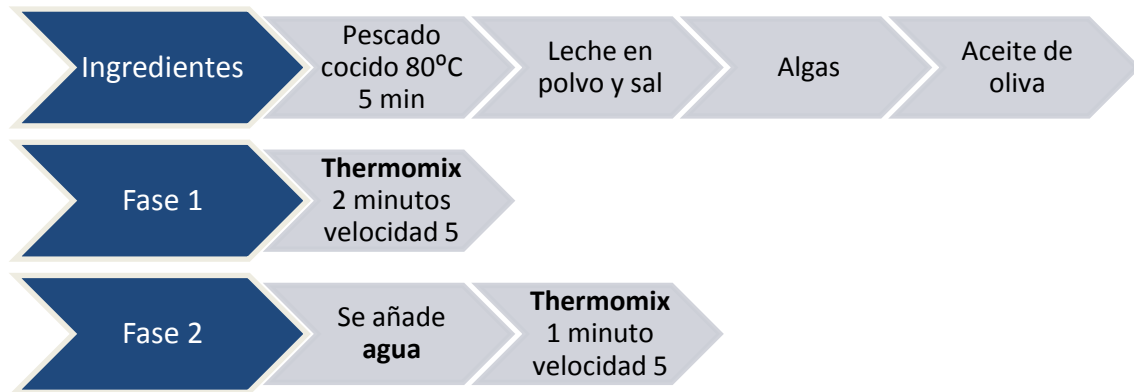 Ingredientes
Pescado
cocido 80ºC
5 min
Leche en
polvo y sal
Algas
Aceite de
oliva
Fase 1
Thermomix
2 minutos
velocidad 5
Fase 2
Se añade
agua
Thermomix
1 minuto
velocidad 5